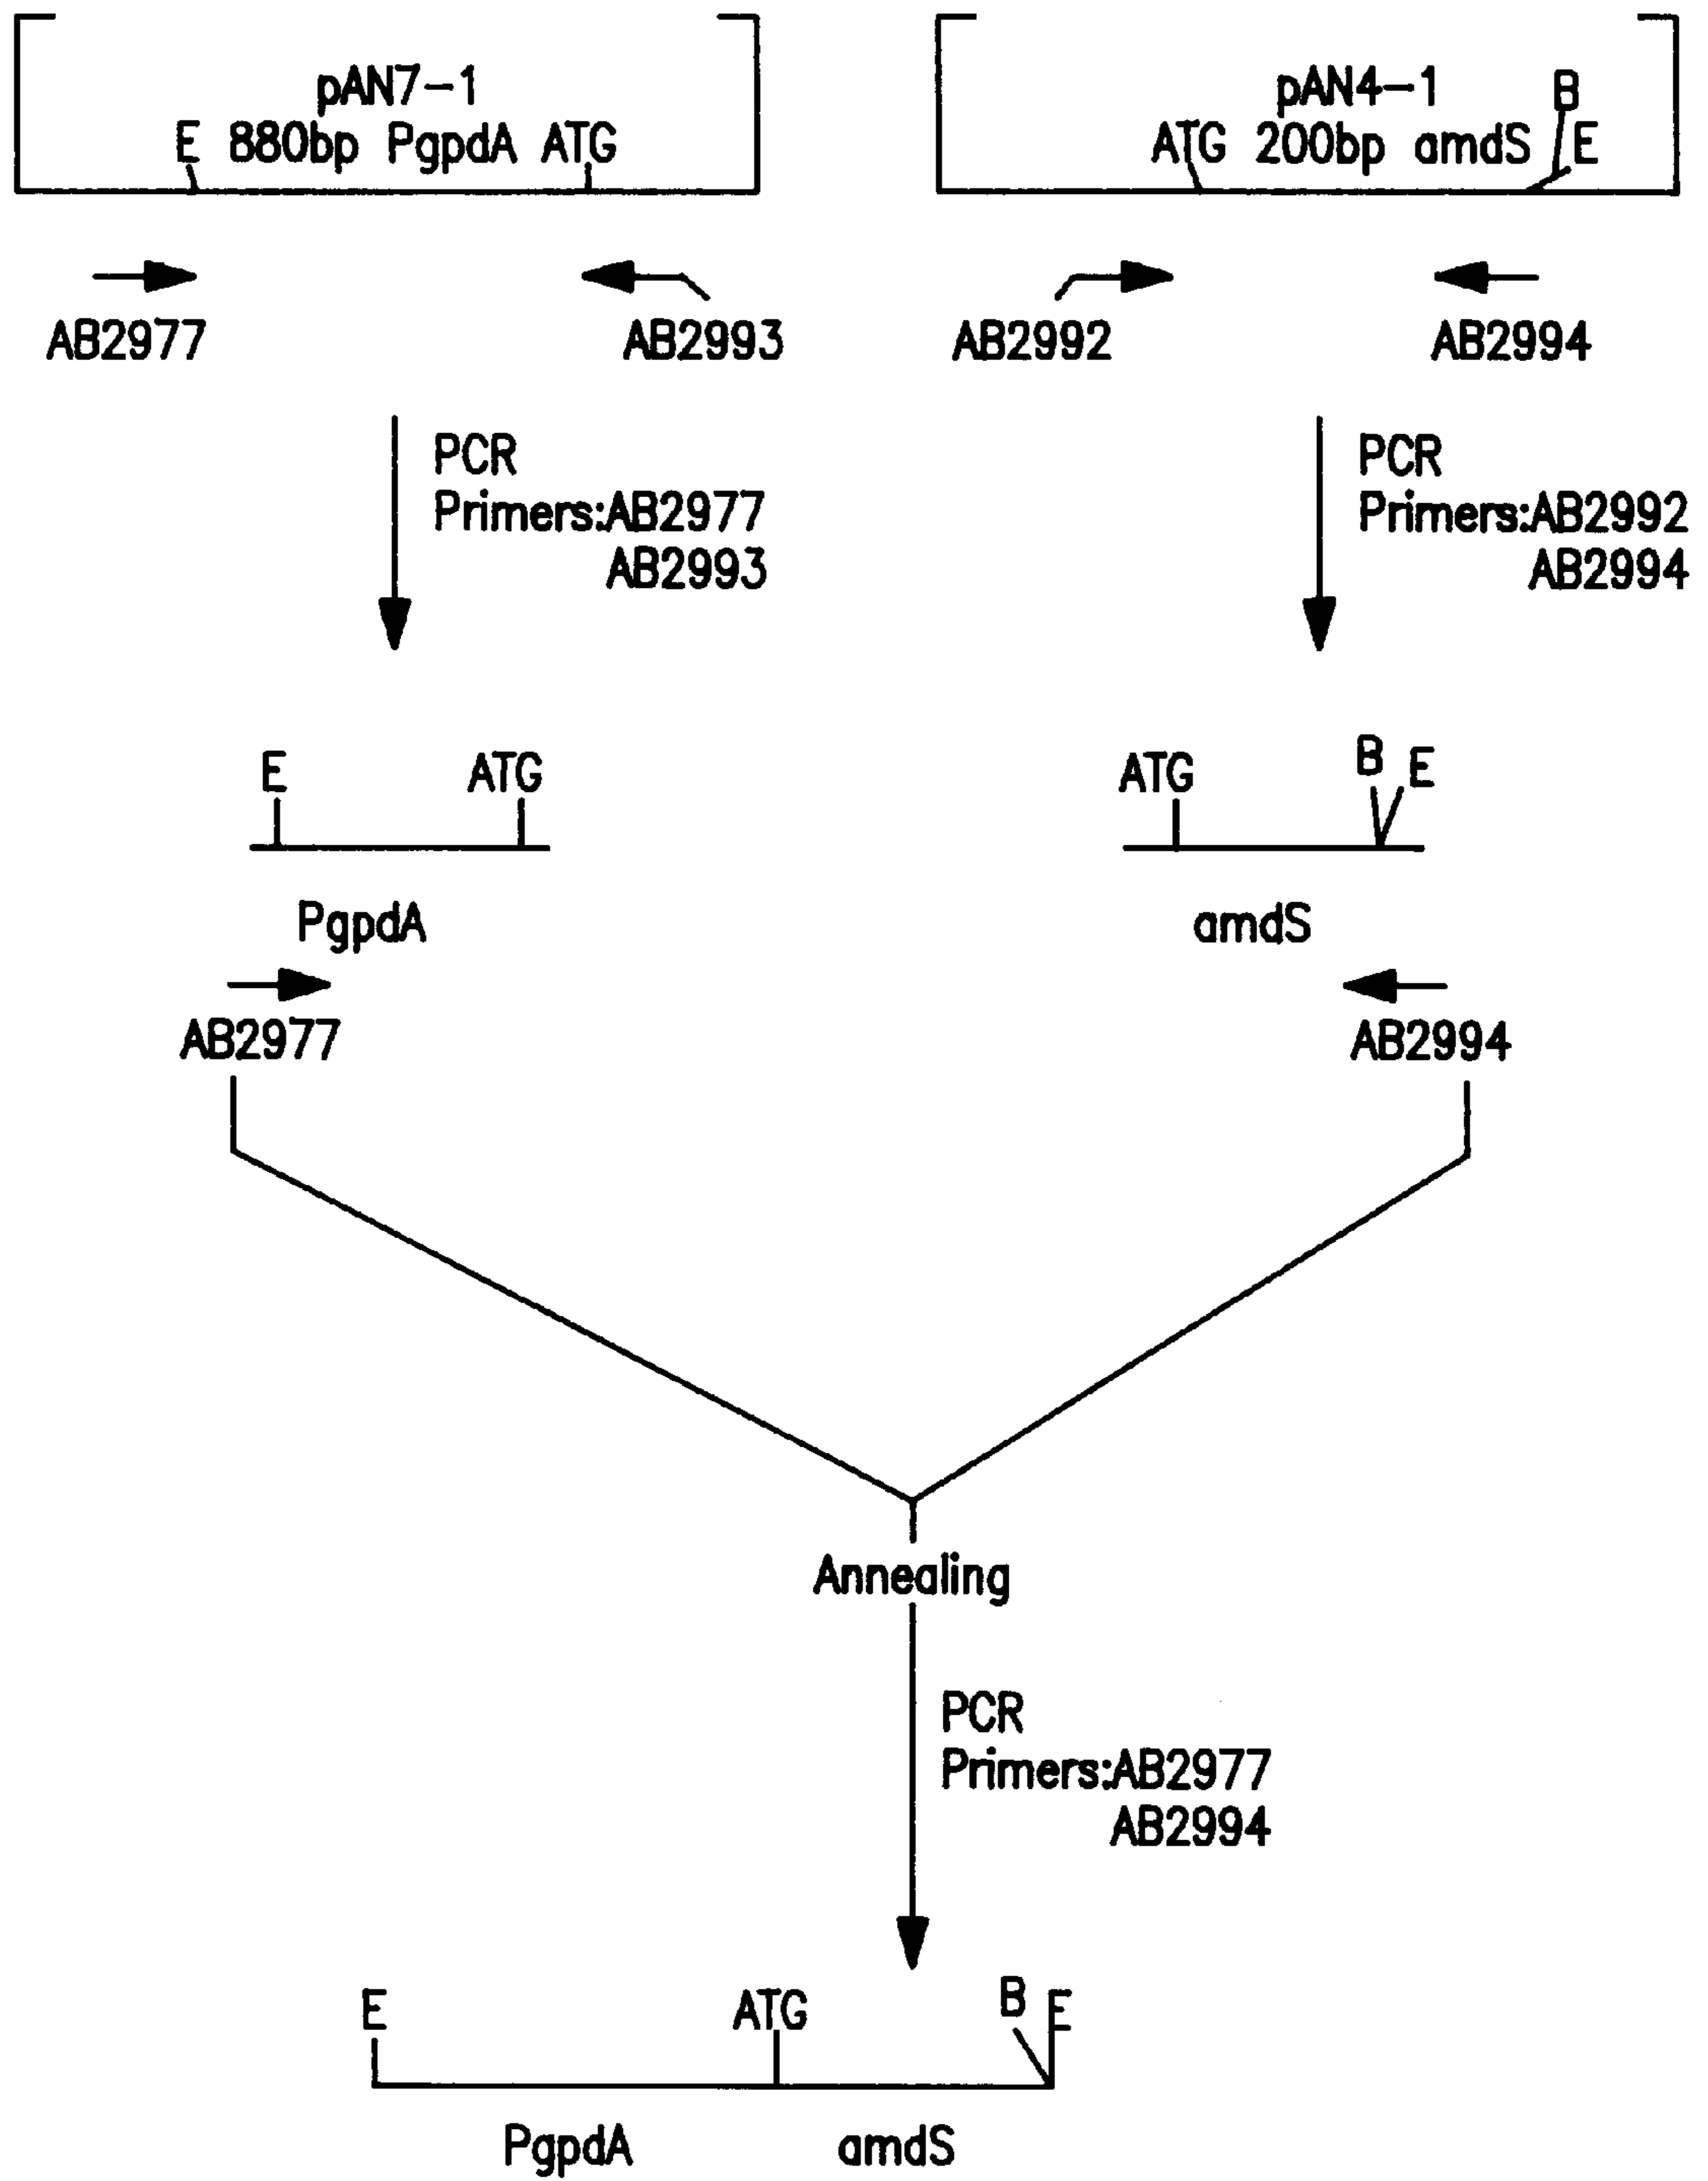 pAN7-1
E 880bp PgpdA ATG
pAN4-1
B
ATG 200bp amdS E
AB2977
AB2993
AB2992
AB2994
PCR
Primers:AB2977
AB2993
PCR
Primers:AB2992
AB2994
E
ATG
PgpdA
AB2977
ATG
B
E
amdS
AB2994
Annealing
PCR
Primers:AB2977
AB2994
E
ATG
B
E
PgpdA
amdS